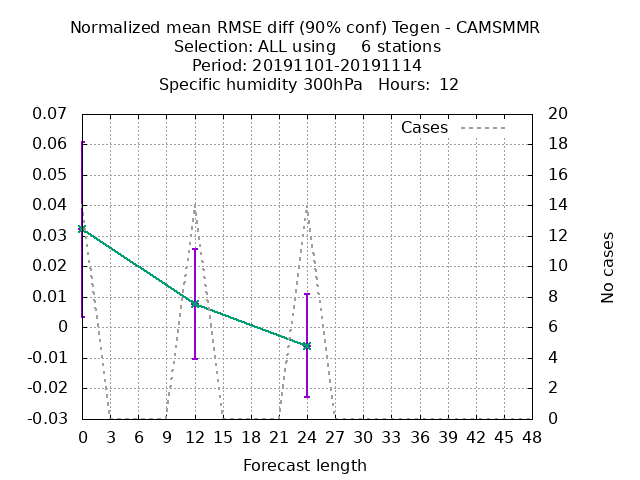 Normalized mean RMSE diff (90% conf) Tegen - CAMSMMR
Selection: ALL using     6 stations
Period: 20191101-20191114
Specific humidity 300hPa   Hours:  12
0.07
0.06
0.05
0.04
0.03
0.02
0.01
0
-0.01
-0.02
-0.03
Cases
20
18
16
14
12
10
8
6
4
2
0
No cases
0 3 6 9 12 15 18 21 24 27 30 33 36 39 42 45 48
Forecast length